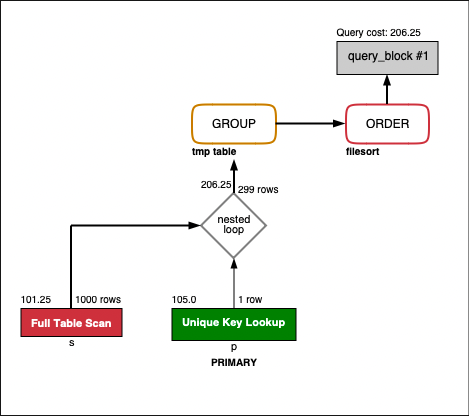 Query cost: 206.25
query_block #1
GROUP
ORDER
tmp table
filesort
206.25
299 rows
nested
loop
101.25
1000 rows
105.0
1 row
Full Table Scan
Unique Key Lookup
s
p
PRIMARY